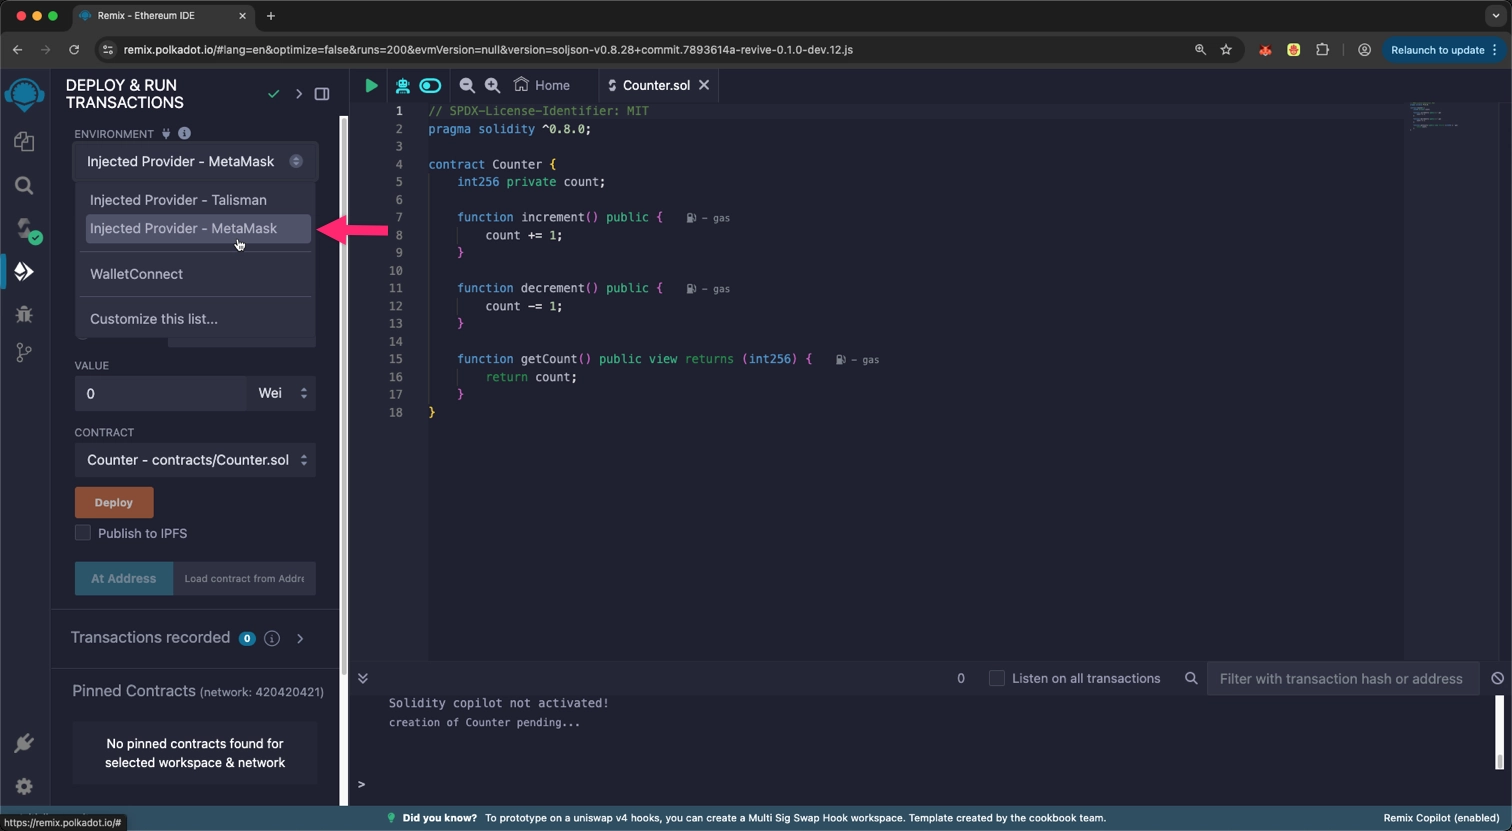 Remix - Ethereum IDE
remix.polkadot.io/#lang=en&optimize=false&runs=200&evmVersion=null&version=soljson-v0.8.28+commit.7893614a-revive-0.1.0-dev.12.js
Relaunch to update
DEPLOY & RUN
TRANSACTIONS
ENVIRONMENT
Injected Provider - MetaMask
Injected Provider - Talisman
Injected Provider - MetaMask
WalletConnect
Customize this list...
VALUE
0 Wei
CONTRACT
Counter - contracts/Counter.sol
Deploy
Publish to IPFS
At Address Load contract from Addre
Transactions recorded 0 i
Pinned Contracts (network: 420420421)
No pinned contracts found for
selected workspace & network
https://remix.polkadot.io/#
Home Counter.sol
1 // SPDX-License-Identifier: MIT
2 pragma solidity ^0.8.0;
3
4 contract Counter {
5 int256 private count;
6
7 function increment() public { - gas
8 count += 1;
9 }
10
11 function decrement() public { - gas
12 count -= 1;
13 }
14
15 function getCount() public view returns (int256) { - gas
16 return count;
17 }
18 }
0 Listen on all transactions Filter with transaction hash or address
Solidity copilot not activated!
creation of Counter pending...
>
Did you know? To prototype on a uniswap v4 hooks, you can create a Multi Sig Swap Hook workspace. Template created by the cookbook team.
Remix Copilot (enabled)